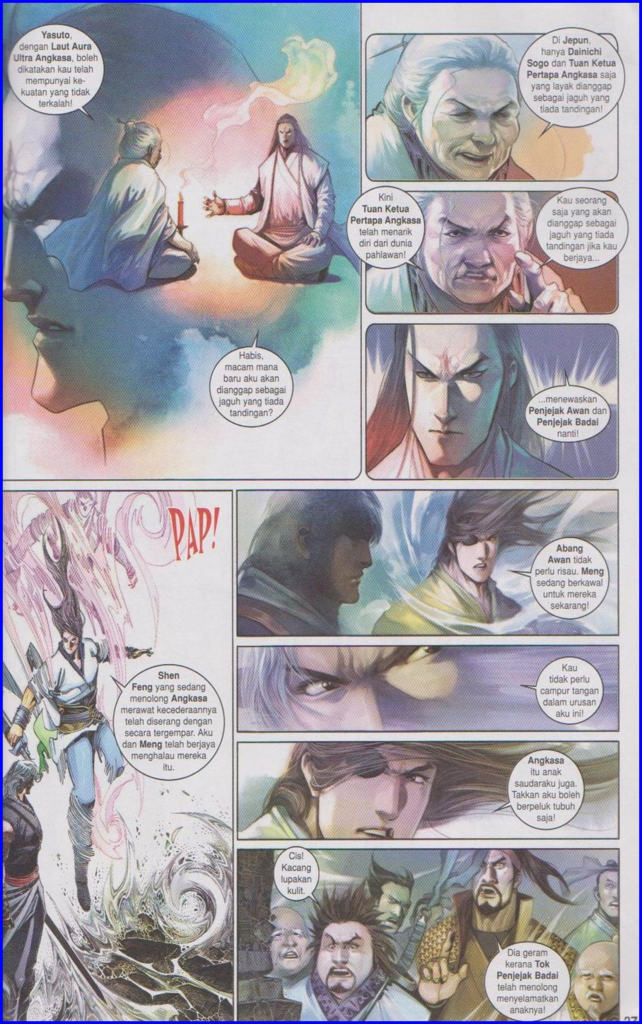 Yasuto,
dengan Laut Aura
Ultra Angkasa, boleh
dikatakan kau telah
mempunyai ke-
kuatan yang tidak
terkalah!
Habis,
macam mana
baru aku akan
dianggap sebagai
jaguh yang tiada
tandingan?
Di Jepun,
hanya Dainichi
Sogo dan Tuan Ketua
Pertapa Angkasa saja
yang layak dianggap
sebagai jaguh yang
tiada tandingan!
Kini
Tuan Ketua
Pertapa Angkasa
telah menarik
diri dari dunia
pahlawan!
Kau seorang
saja yang akan
dianggap sebagai
jaguh yang tiada
tandingan jika kau
berjaya...
...menewaskan
Penjejak Awan dan
Penjejak Badai
nanti!
PAP!
Shen
Feng yang sedang
menolong Angkasa
merawat kecederaannya
telah diserang dengan
secara tergempar. Aku
dan Meng telah berjaya
menghalau mereka
itu.
Abang
Awan tidak
perlu risau. Meng
sedang berkawal
untuk mereka
sekarang!
Kau
tidak perlu
campur tangan
dalam urusan
aku ini!
Angkasa
itu anak
saudaraku juga.
Takkan aku boleh
berpeluk tubuh
saja!
Cis!
Kacang
lupakan
kulit.
Dia geram
kerana Tok
Penjejak Badai
telah menolong
menyelamatkan
anaknya!